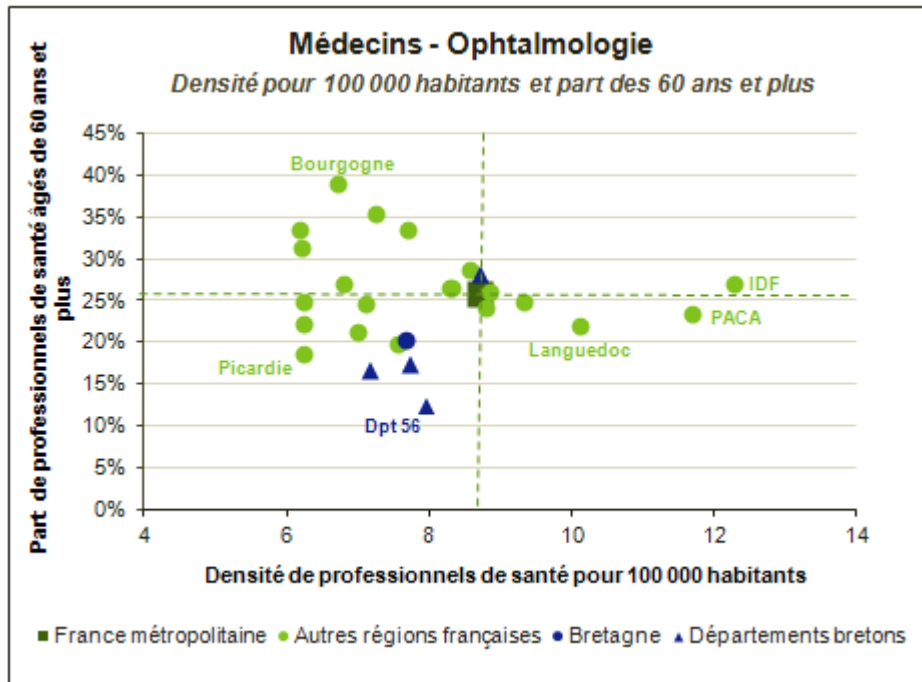 Médecins - Ophtalmologie
Densité pour 100 000 habitants et part des 60 ans et plus
Part de professionnels de santé âgés de 60 ans et
plus
45%
40%
35%
30%
25%
20%
15%
10%
5%
0%
Bourgogne
IDF
PACA
Languedoc
Picardie
Dpt 56
4
6
8
10
12
14
Densité de professionnels de santé pour 100 000 habitants
France métropolitaine
Autres régions françaises
Bretagne
Départements bretons